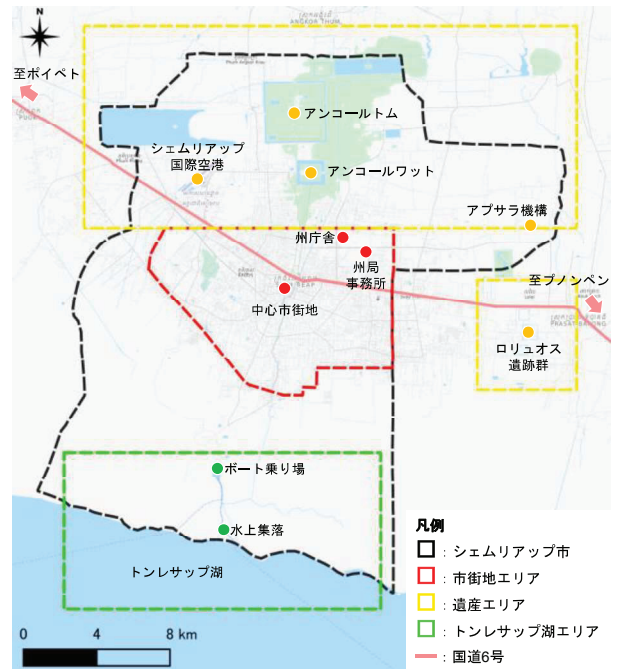 N
ANGKOR THUM
至ポイペト
PUOK
アンコールトム
シェムリアップ
国際空港
アンコールワット
アプサラ機構
州庁舎
州局
事務所
至プノンペン
中心市街地
PRASAT BAKONG
ロリュオス
遺跡群
ボート乗り場
水上集落
トンレサップ湖
凡例
：シェムリアップ市
：市街地エリア
：遺産エリア
：トンレサップ湖エリア
：国道6号
0 4 8 km